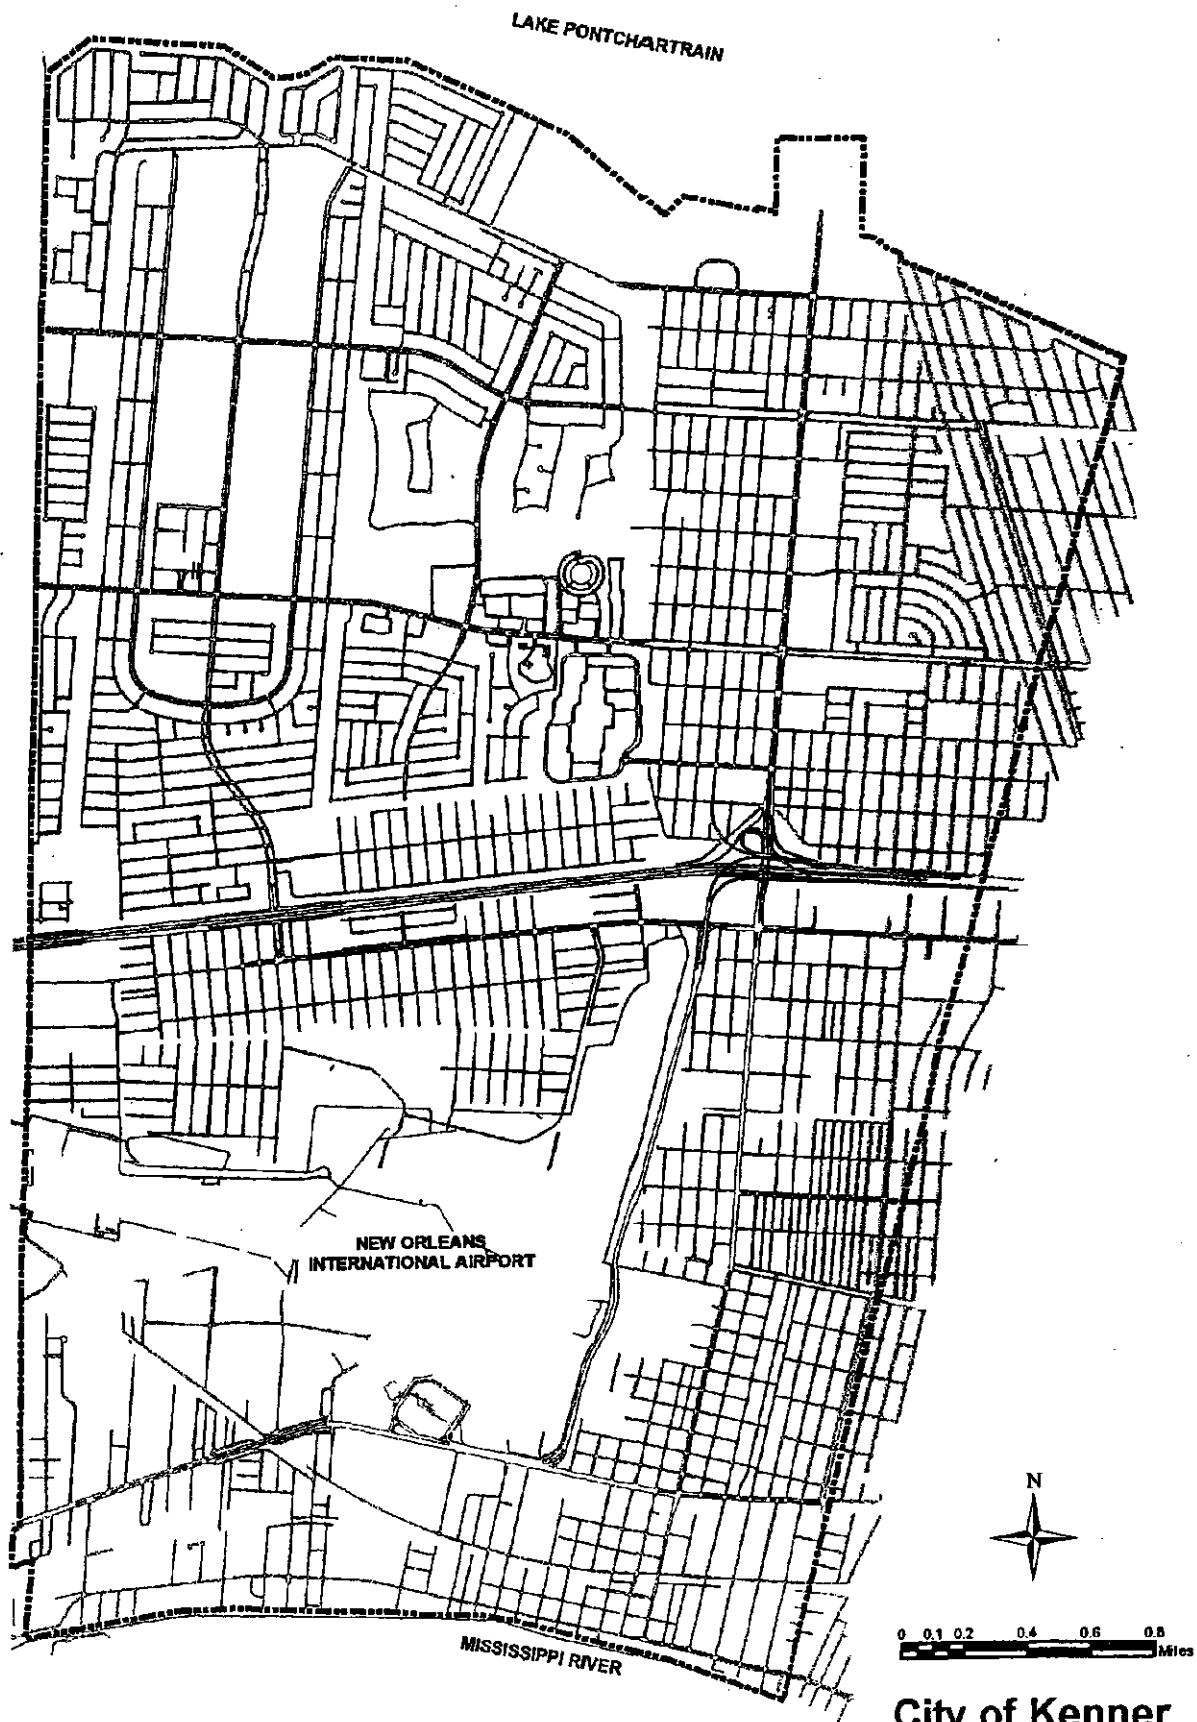 LAKE PONTCHARTRAIN
NEW ORLEANS
INTERNATIONAL AIRPORT
N
0 0.1 0.2 0.4 0.6 0.8
Miles
MISSISSIPPI RIVER
City of Kenner